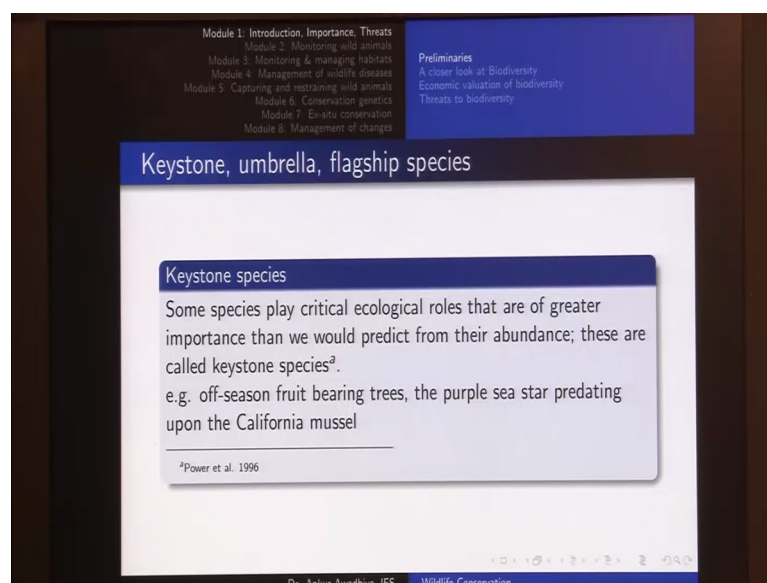 Module 1: Introduction, Importance, Threats
Module 2: Monitoring wild animals
Module 3: Monitoring & managing habitats
Module 4: Management of wildlife diseases
Module 5: Capturing and restraining wild animals
Module 6: Conservation genetics
Module 7: Ex-situ conservation
Module 8: Management of changes
Preliminaries
A closer look at Biodiversity
Economic valuation of biodiversity
Threats to biodiversity
Keystone, umbrella, flagship species
Keystone species
Some species play critical ecological roles that are of greater
importance than we would predict from their abundance; these are
called keystone speciesᵃ.
e.g. off-season fruit bearing trees, the purple sea star predating
upon the California mussel
ᵃPower et al. 1996
Dr. Ankur Awadhiya, IFS
Wildlife Conservation